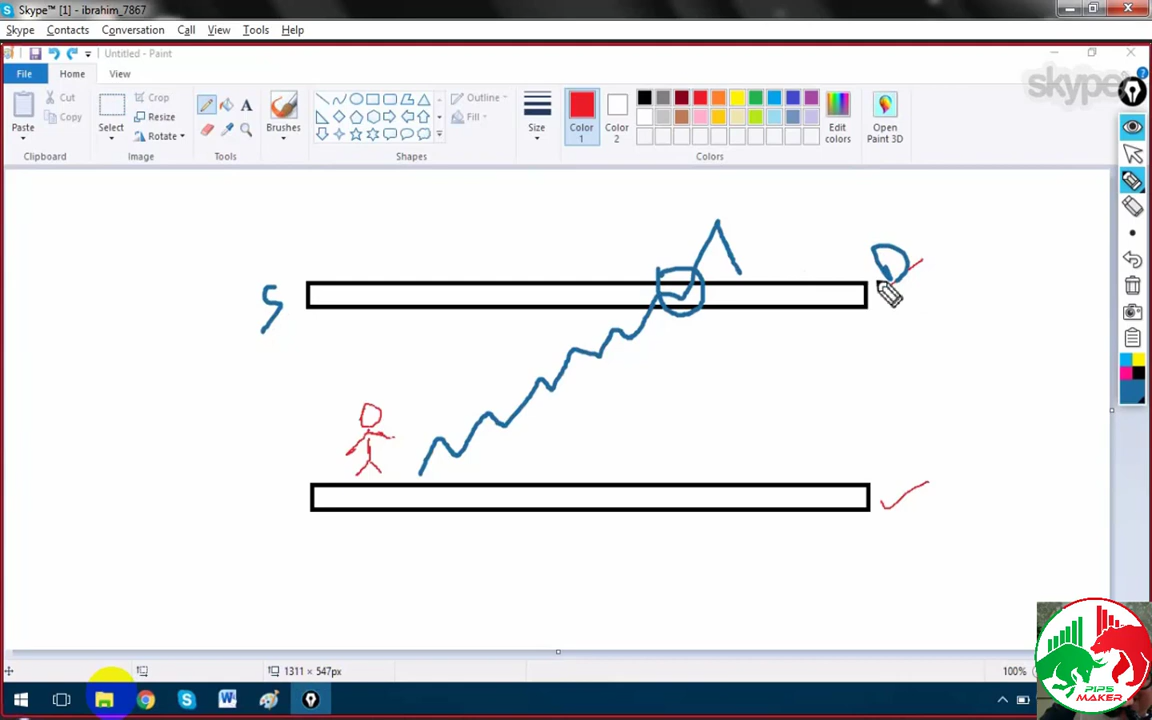 Skype™ [1] - ibrahim_7867
Skype Contacts Conversation Call View Tools Help
Untitled - Paint
skype
File Home View
Paste
Cut
Copy
Clipboard
Select
Crop
Resize
Rotate
Image
Tools
Brushes
Outline
Fill
Shapes
Size
Color 1
Color 2
Edit colors
Colors
Open Paint 3D
S
D
1311 × 547px
100%
PIPS
MAKER